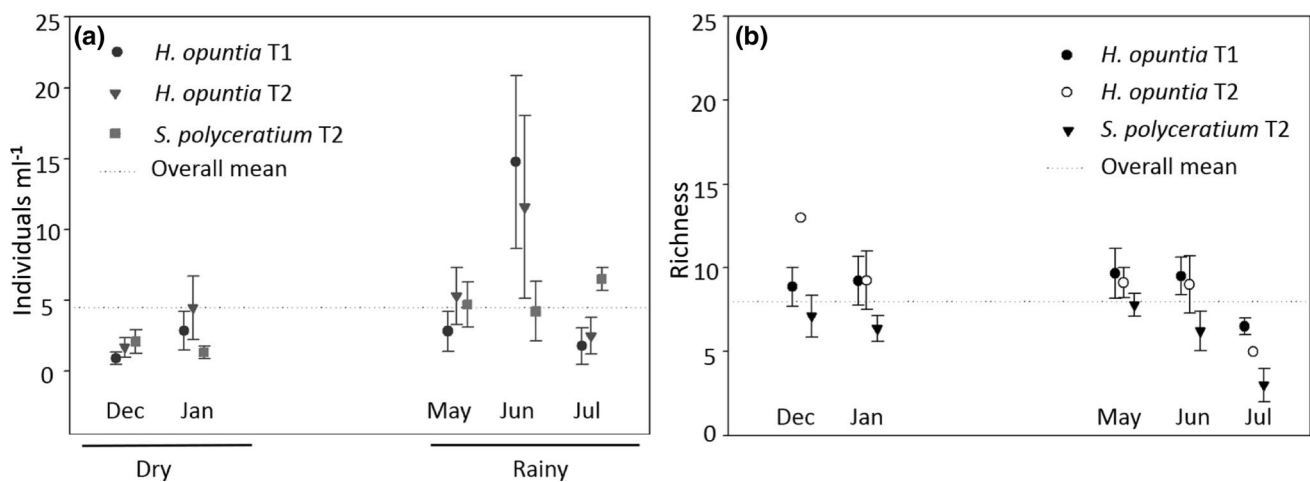 (a)
25
20
15
10
5
0
Individuals ml-1
H. opuntia T1
H. opuntia T2
S. polyceratium T2
Overall mean
Dec Jan May Jun Jul
Dry Rainy
(b)
25
20
15
10
5
0
Richness
H. opuntia T1
H. opuntia T2
S. polyceratium T2
Overall mean
Dec Jan May Jun Jul